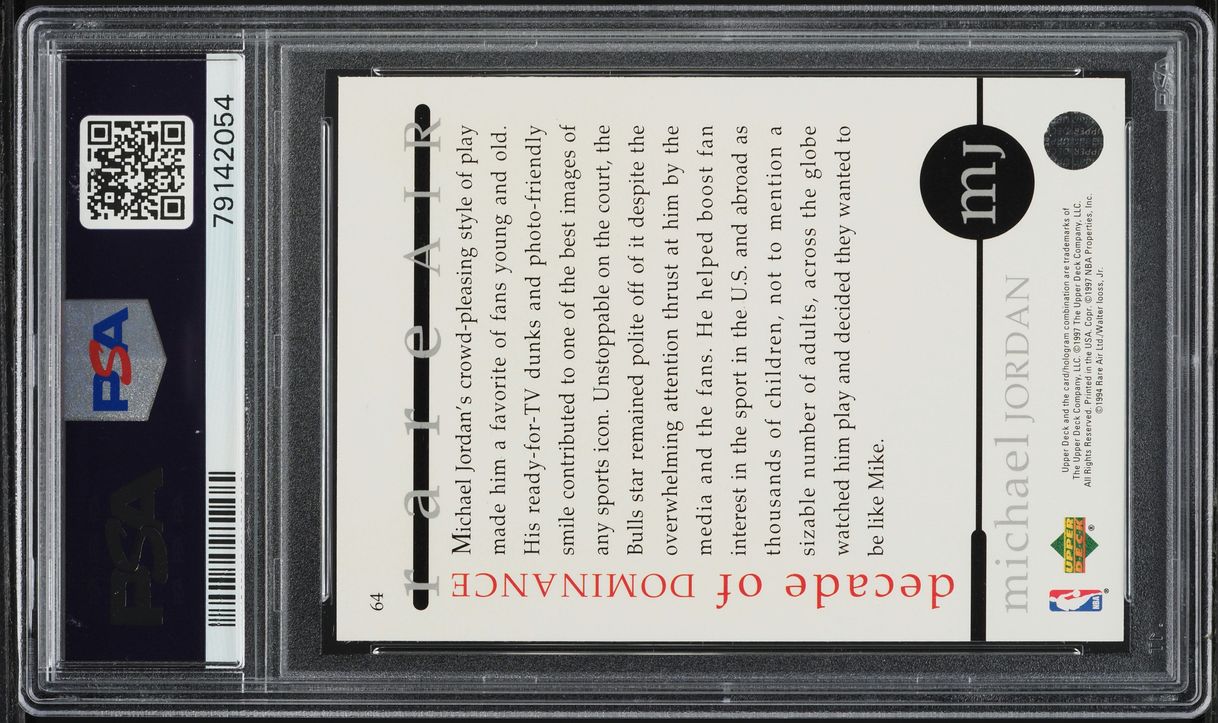 79142054
PSA
PSA
64
rare AIR
decade of DOMINANCE
Michael Jordan's crowd-pleasing style of play
made him a favorite of fans young and old.
His ready-for-TV dunks and photo-friendly
smile contributed to one of the best images of
any sports icon. Unstoppable on the court, the
Bulls star remained polite off of it despite the
overwhelming attention thrust at him by the
media and the fans. He helped boost fan
interest in the sport in the U.S. and abroad as
thousands of children, not to mention a
sizable number of adults, across the globe
watched him play and decided they wanted to
be like Mike.
mJ
michael JORDAN
NBA
®
UPPER
DECK
®
Upper Deck and the card/hologram combination are trademarks of
The Upper Deck Company, LLC. ©1997 The Upper Deck Company, LLC.
All Rights Reserved. Printed in the USA. Copr. ©1997 NBA Properties, Inc.
©1994 Rare Air Ltd./Walter Iooss, Jr.
PSA